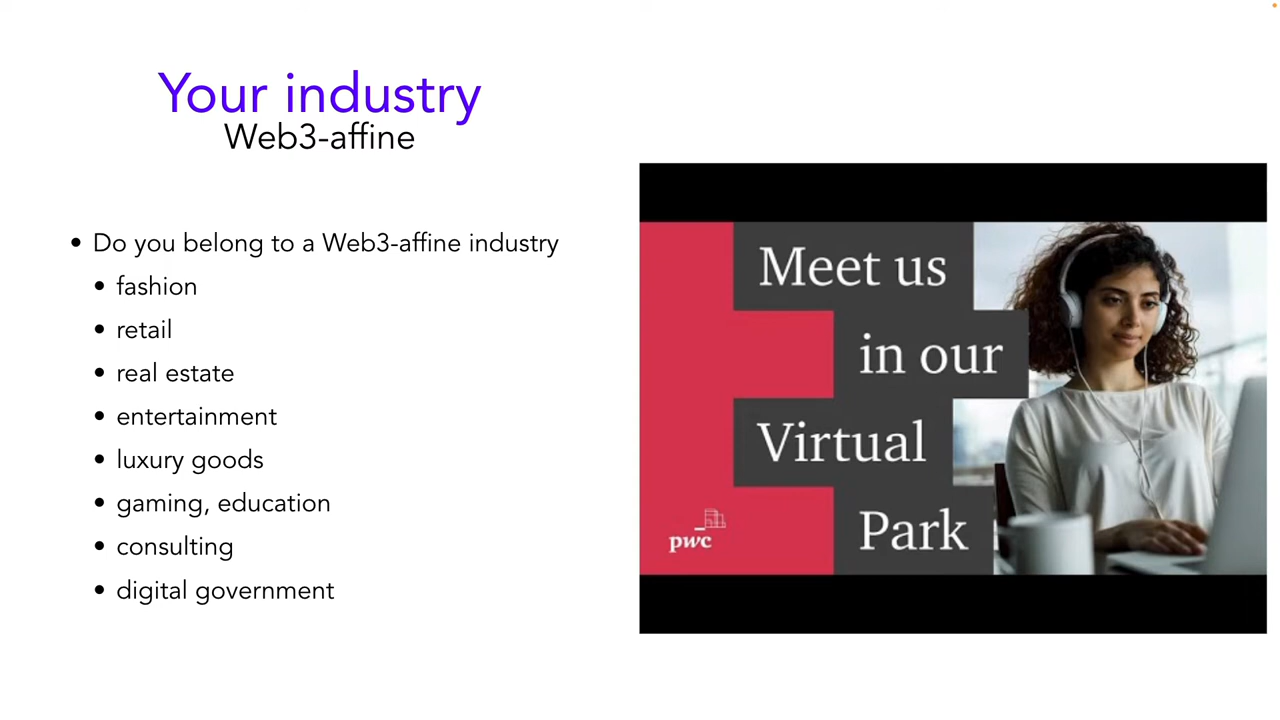 Your industry
Web3-affine
Do you belong to a Web3-affine industry
fashion
retail
real estate
entertainment
luxury goods
gaming, education
consulting
digital government
Meet us
in our
Virtual
Park
pwc